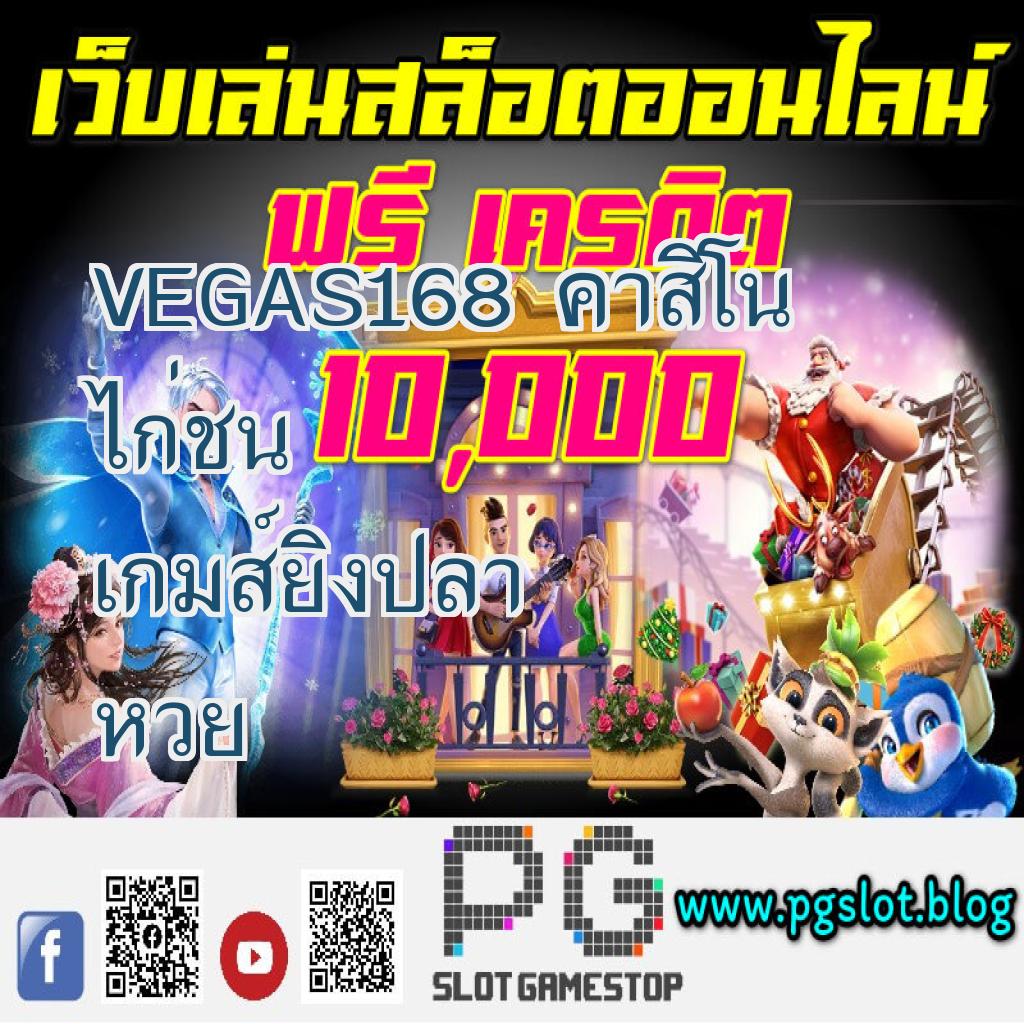 เว็บเล่นสล็อตออนไลน์
ฟรี เครดิต
VEGAS168 คาสิโน
10,000
ไก่ชน
เกมส์ยิงปลา
หวย
PG
SLOT GAMESTOP
www.pgslot.blog